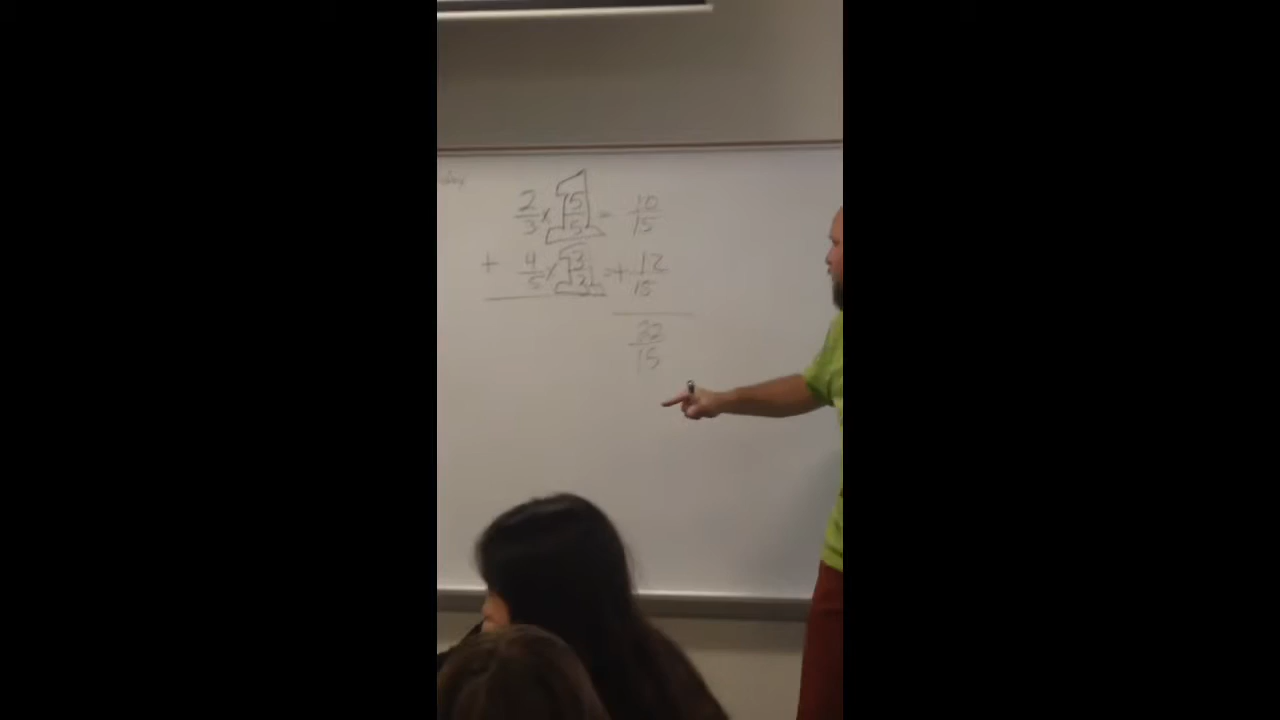 2/3 × 5/5 = 10/15
+ 4/5 × 3/3 = + 12/15
22/15